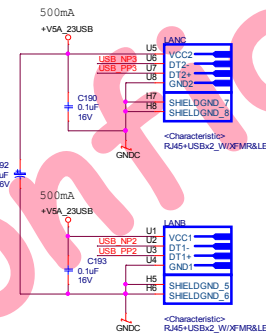 500mA
+V5A_23USB
LANC
U5 VCC2
USB_NP3 U6 DT2-
USB_PP3 U7 DT2+
U8 GND2
C190
0.1uF
16V
H7 SHIELDGND_7
H8 SHIELDGND_8
<Characteristic>
RJ45+USBx2_W/XFMR&LE
GNDC
92
uF
6V
500mA
+V5A_23USB
LANB
U1 VCC1
USB_NP2 U2 DT1-
USB_PP2 U3 DT1+
U4 GND1
C193
0.1uF
16V
H5 SHIELDGND_5
H6 SHIELDGND_6
<Characteristic>
RJ45+USBx2_W/XFMR&LE
GNDC